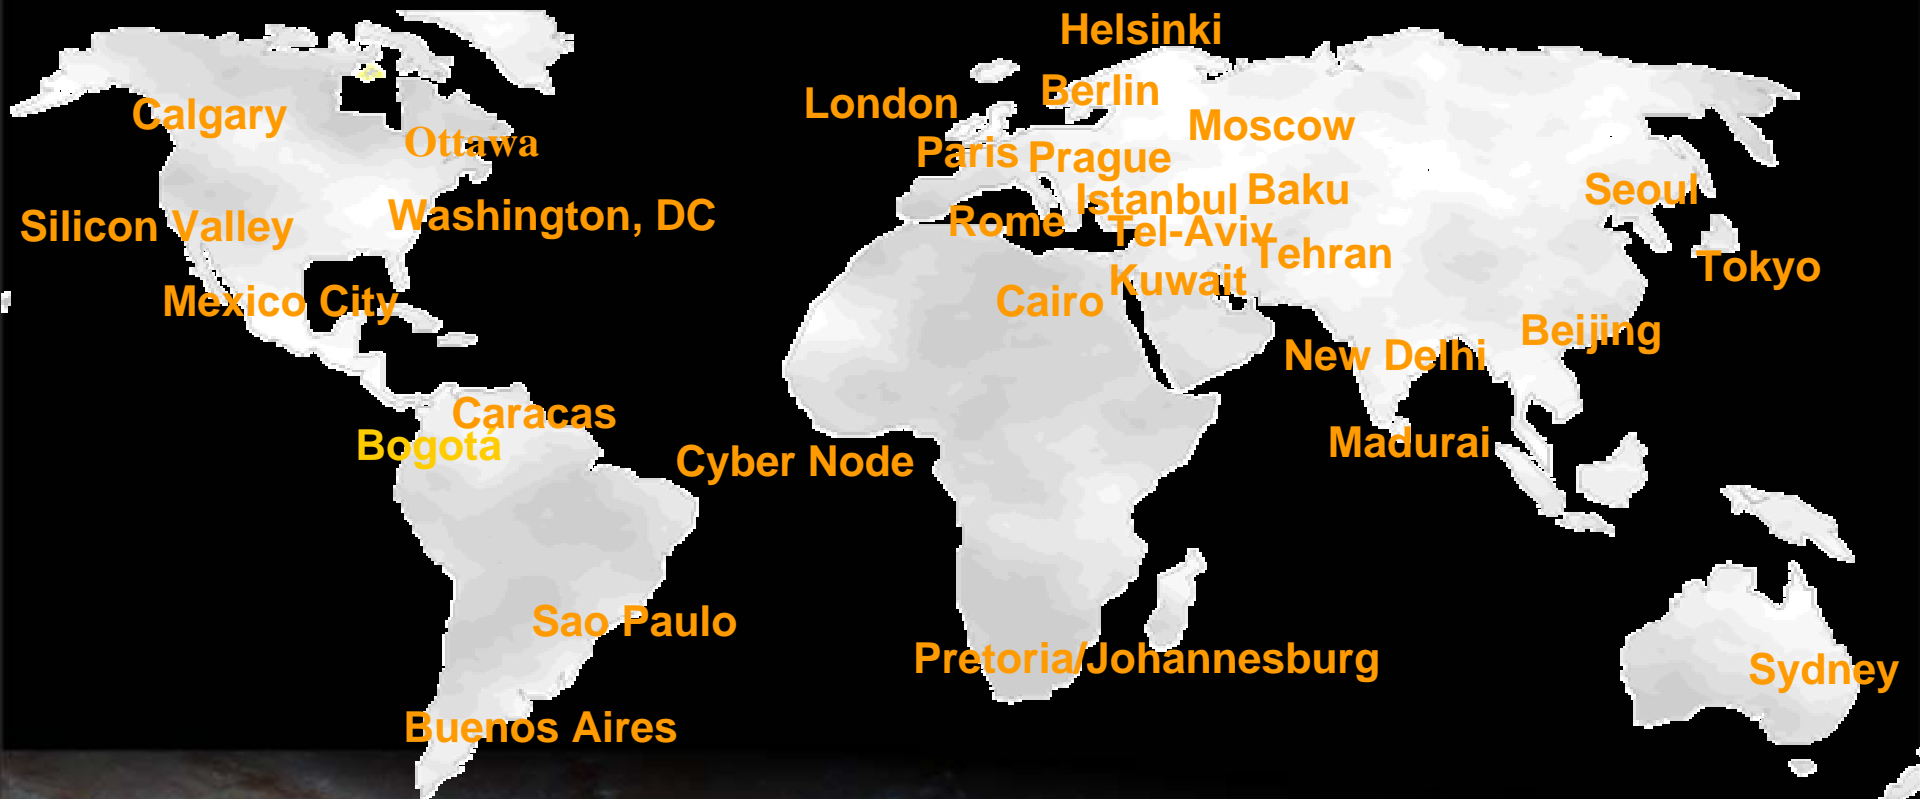 Helsinki
Berlin
London
Calgary
Moscow
Ottawa
Paris
Prague
Seoul
Baku
Istanbul
Washington, DC
Rome
Silicon Valley
Tel-Aviv
Tehran
Tokyo
Kuwait
Mexico City
Cairo
Beijing
New Delhi
Caracas
Bogotá
Madurai
Cyber Node
Sao Paulo
Pretoria/Johannesburg
Sydney
Buenos Aires